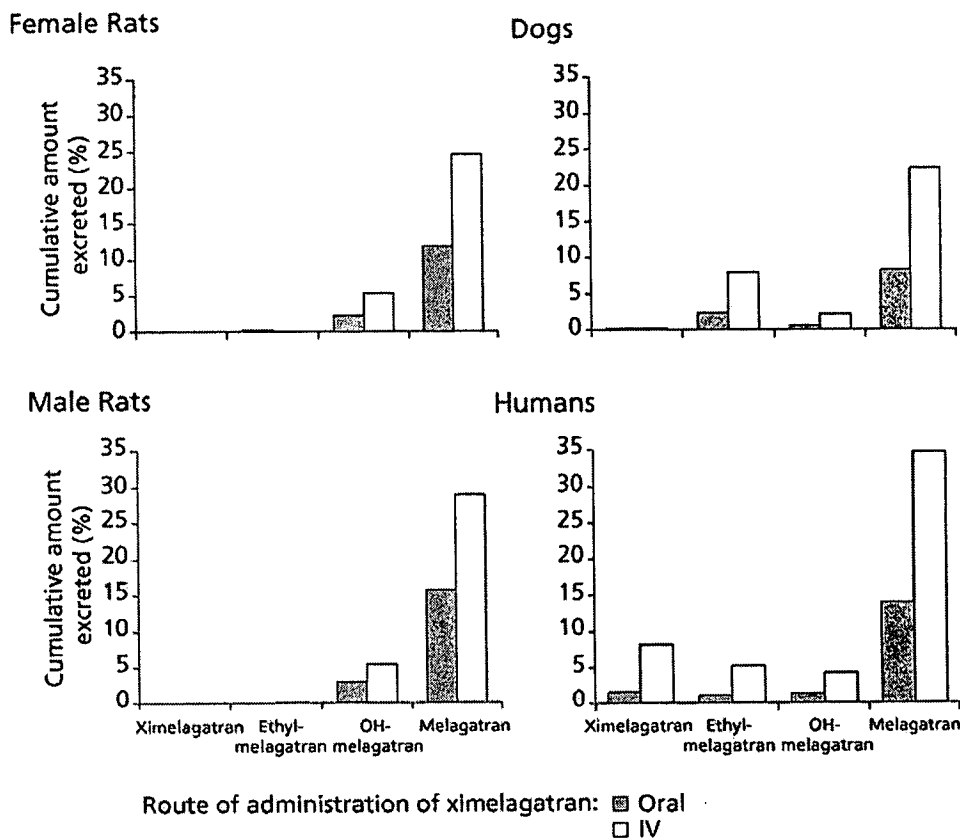 Female Rats
Cumulative amount
excreted (%)
35
30
25
20
15
10
5
0
Dogs
35
30
25
20
15
10
5
0
Male Rats
Cumulative amount
excreted (%)
35
30
25
20
15
10
5
0
Ximelagatran Ethyl- OH- Melagatran
melagatran melagatran
Humans
35
30
25
20
15
10
5
0
Ximelagatran Ethyl- OH- Melagatran
melagatran melagatran
Route of administration of ximelagatran: Oral
IV